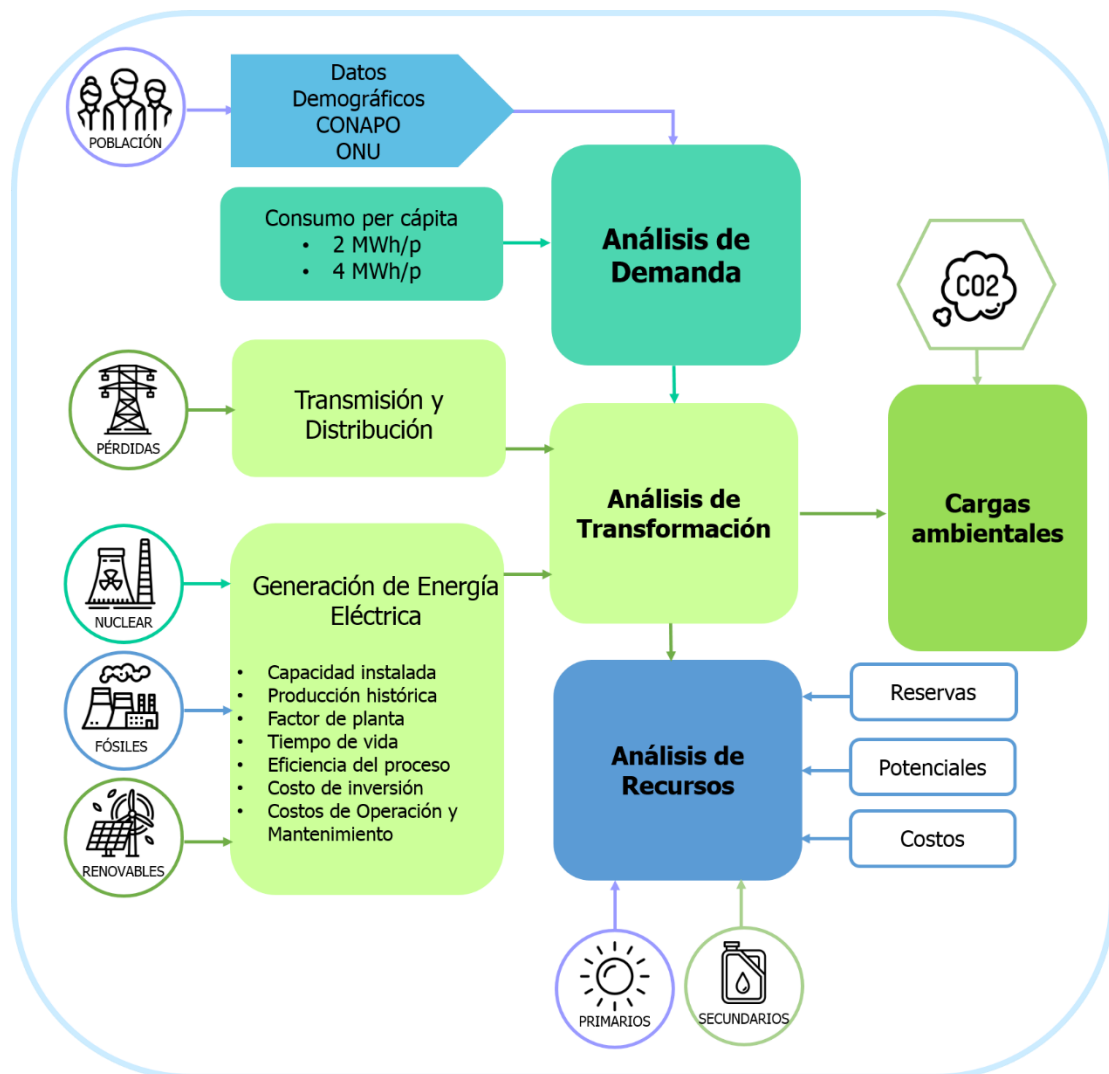 POBLACIÓN
Datos
Demográficos
CONAPO
ONU
Consumo per cápita
• 2 MWh/p
• 4 MWh/p
Análisis de
Demanda
CO2
PÉRDIDAS
Transmisión y
Distribución
Análisis de
Transformación
Cargas
ambientales
NUCLEAR
FÓSILES
RENOVABLES
Generación de Energía
Eléctrica
• Capacidad instalada
• Producción histórica
• Factor de planta
• Tiempo de vida
• Eficiencia del proceso
• Costo de inversión
• Costos de Operación y
Mantenimiento
Análisis de
Recursos
Reservas
Potenciales
Costos
PRIMARIOS
SECUNDARIOS